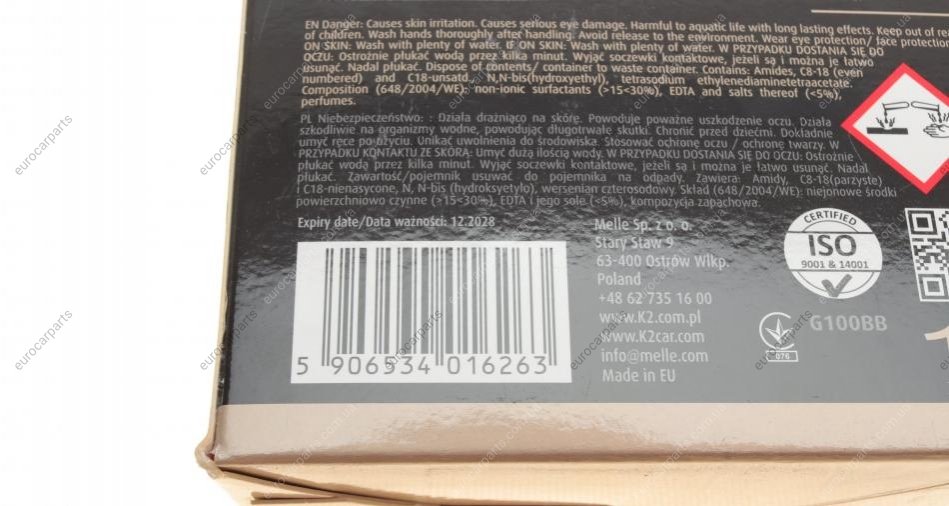 EN Danger: Causes skin irritation. Causes serious eye damage. Harmful to aquatic life with long lasting effects. Keep out of
of children. Wash hands thoroughly after handling. Avoid release to the environment. Wear eye protection/ face
ON SKIN: Wash with plenty of water. IF ON SKIN: Wash with plenty of water. W PRZYPADKU DOSTANIA SIĘ DO
OCZU: Ostrożnie płukać wodą przez kilka minut. Wyjąć soczewki kontaktowe, jeżeli są i można je łatwo
usunąć. Nadal płukać. Dispose of contents/ container to waste container. Contains: Amides, C8-18 (even
numbered) and C18-unsatd., N,N-bis(hydroxyethyl), tetrasodium ethylenediaminetetraacetate.
Composition (648/2004/WE): non-ionic surfactants (>15<30%), EDTA and salts thereof (<5%),
perfumes.
PL Niebezpieczeństwo: : Działa drażniąco na skórę. Powoduje poważne uszkodzenie oczu. Działa
szkodliwie na organizmy wodne, powodując długotrwałe skutki. Chronić przed dziećmi. Dokładnie
umyć ręce po użyciu. Unikać uwolnienia do środowiska. Stosować ochronę oczu / ochronę twarzy. W
PRZYPADKU KONTAKTU ZE SKÓRĄ: Umyć dużą ilością wody. W PRZYPADKU DOSTANIA SIĘ DO OCZU: Ostrożnie
płukać wodą przez kilka minut. Wyjąć soczewki kontaktowe, jeżeli są i można je łatwo usunąć. Nadal
płukać. Zawartość/pojemnik usuwać do pojemnika na odpady. Zawiera: Amidy, C8-18(parzyste)
i C18-nienasycone, N, N-bis (hydroksyetylo), wersenian czterosodowy. Skład (648/2004/WE): niejonowe środki
powierzchniowo czynne (≥15<30%), EDTA i jego sole (<5%), kompozycja zapachowa.
Expiry date/Data ważności: 12.2028
5 906534 016263
Melle Sp. z o. o.
Stary Staw 9
63-400 Ostrów Wlkp.
Poland
+48 62 735 16 00
www.K2.com.pl
www.K2car.com
info@melle.com
Made in EU
CERTIFIED
ISO
9001 & 14001
076
G100BB
eurocarparts